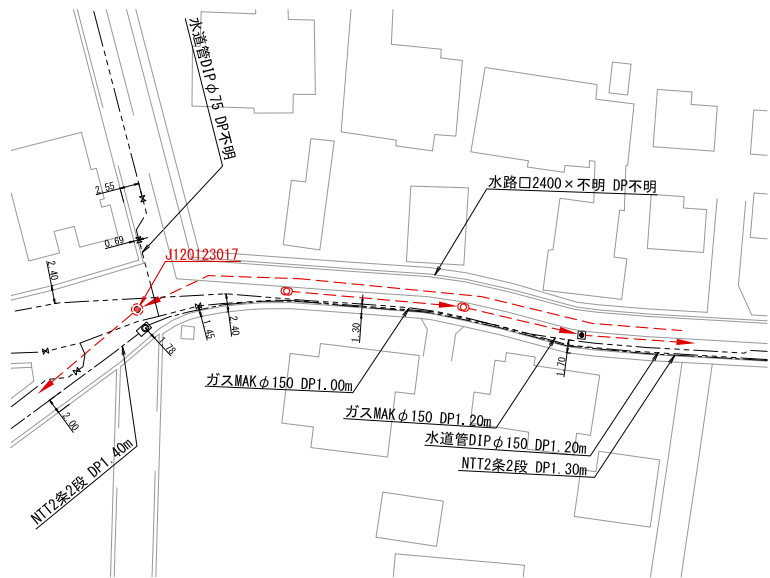 水道管DIPφ75 DP不明
水路口2400×不明 DP不明
2.55
0.69
J120123017
2.40
2.40
1.45
1.30
1.78
1.70
ガスMAKφ150 DP1.00m
ガスMAKφ150 DP1.20m
2.00
水道管DIPφ150 DP1.20m
NTT2条2段 DP1.40m
NTT2条2段 DP1.30m